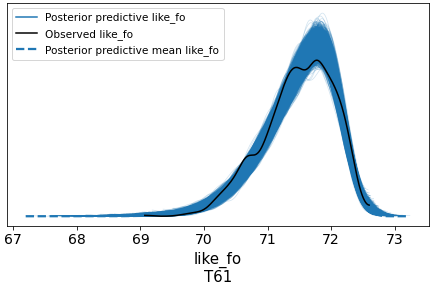 Posterior predictive like_fo
Observed like_fo
Posterior predictive mean like_fo
67 68 69 70 71 72 73
like_fo
T61